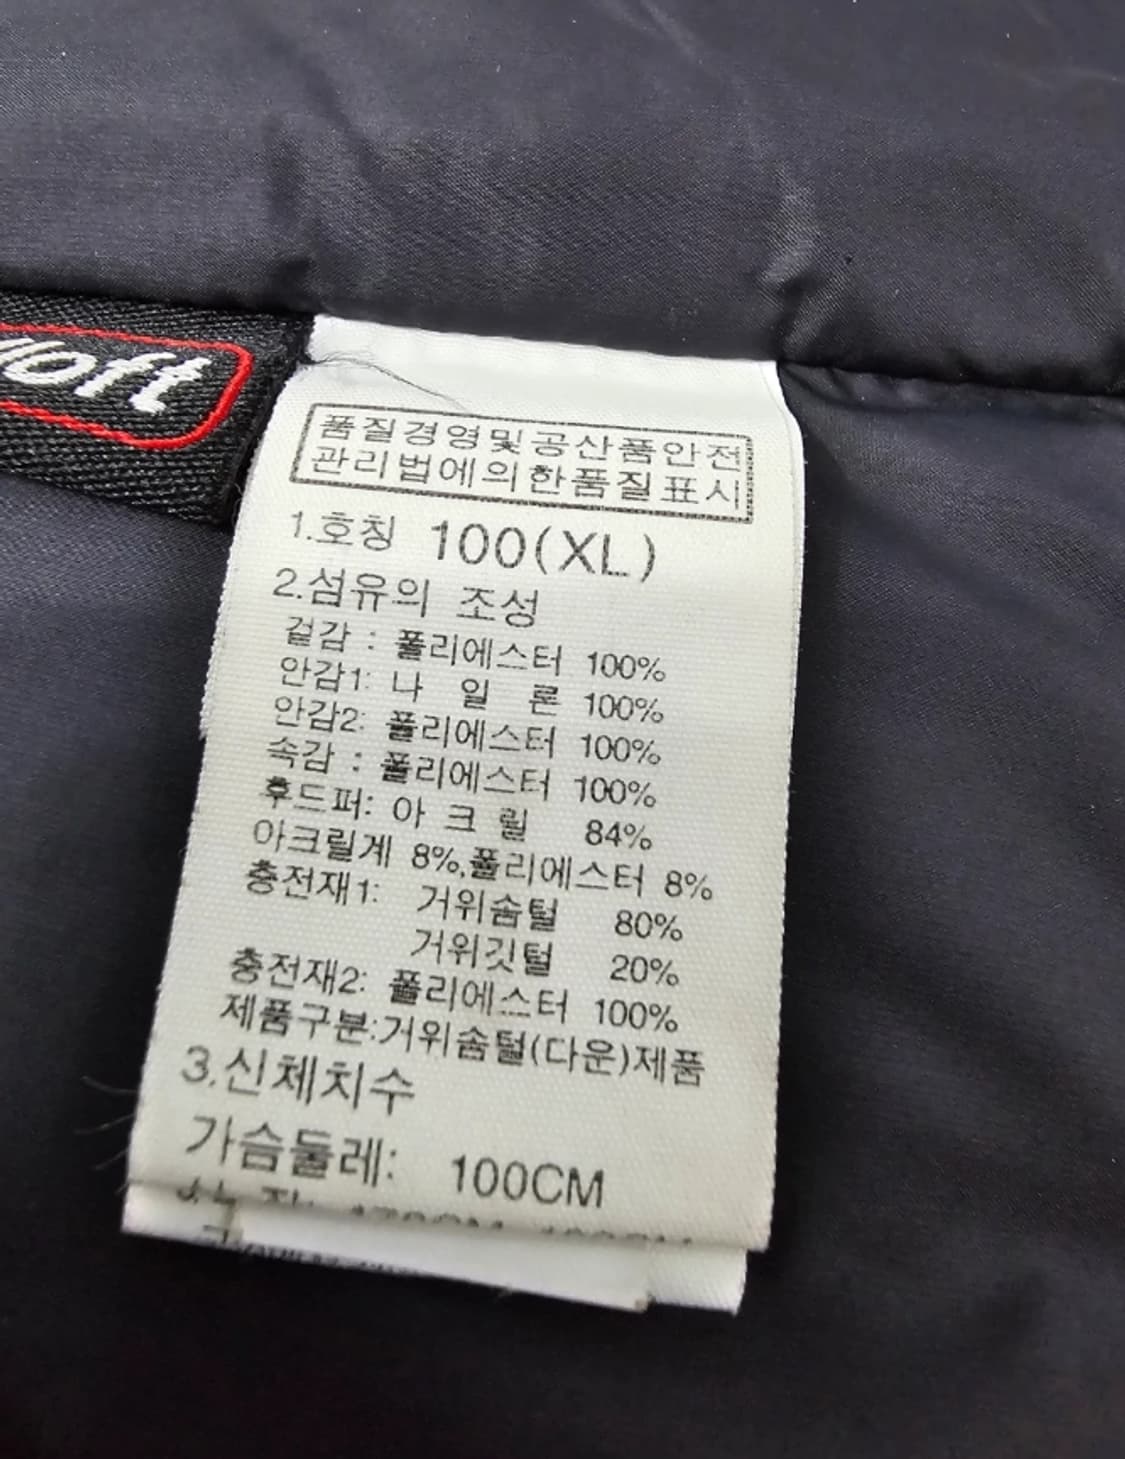 loft
품질경영및공산품안전
관리법에의한품질표시
1.호칭 100(XL)
2.섬유의 조성
겉감 : 폴리에스터 100%
안감1: 나 일 론 100%
안감2: 폴리에스터 100%
속감 : 폴리에스터 100%
후드퍼: 아 크 릴 84%
아크릴계 8%,폴리에스터 8%
충전재1: 거위솜털 80%
거위깃털 20%
충전재2: 폴리에스터 100%
제품구분:거위솜털(다운)제품
3.신체치수
가슴둘레: 100CM